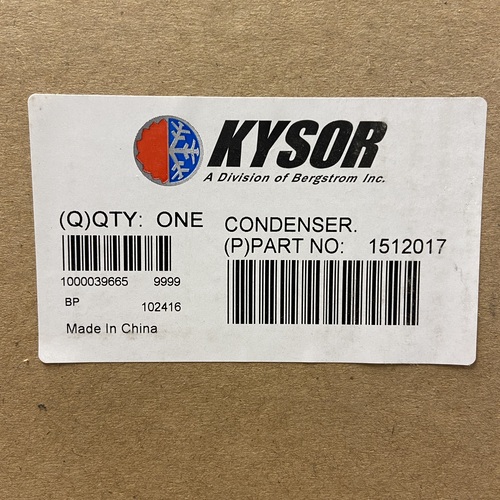 KYSOR
A Division of Bergstrom Inc.
(Q)QTY: ONE
CONDENSER.
(P)PART NO: 1512017
1000039665 9999
BP 102416
Made In China